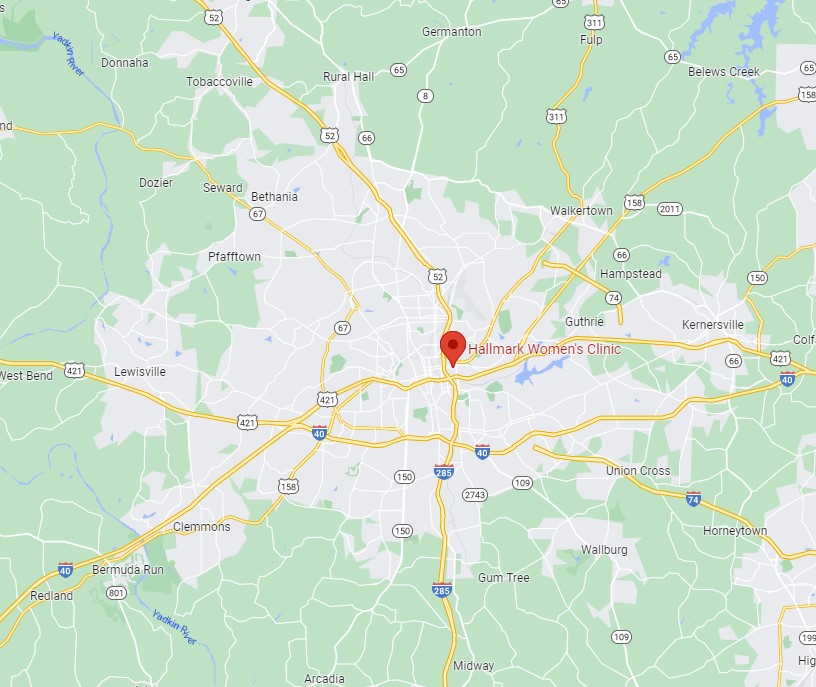 52
65
311
Germanton
Fulp
Yadkin River
Donnaha
Tobaccoville
Rural Hall
65
65
Belews Creek
65
8
158
311
52
66
Dozier
Seward
Bethania
67
Walkertown
158
2011
Pfafftown
66
52
Hampstead
150
74
Guthrie
Kernersville
67
Hallmark Women's Clinic
66
421
West Bend
421
Lewisville
40
421
421
40
40
285
Union Cross
150
109
158
2743
74
Clemmons
150
Horneytown
Wallburg
40
Bermuda Run
Gum Tree
285
Redland
801
Yadkin River
109
Midway
Arcadia